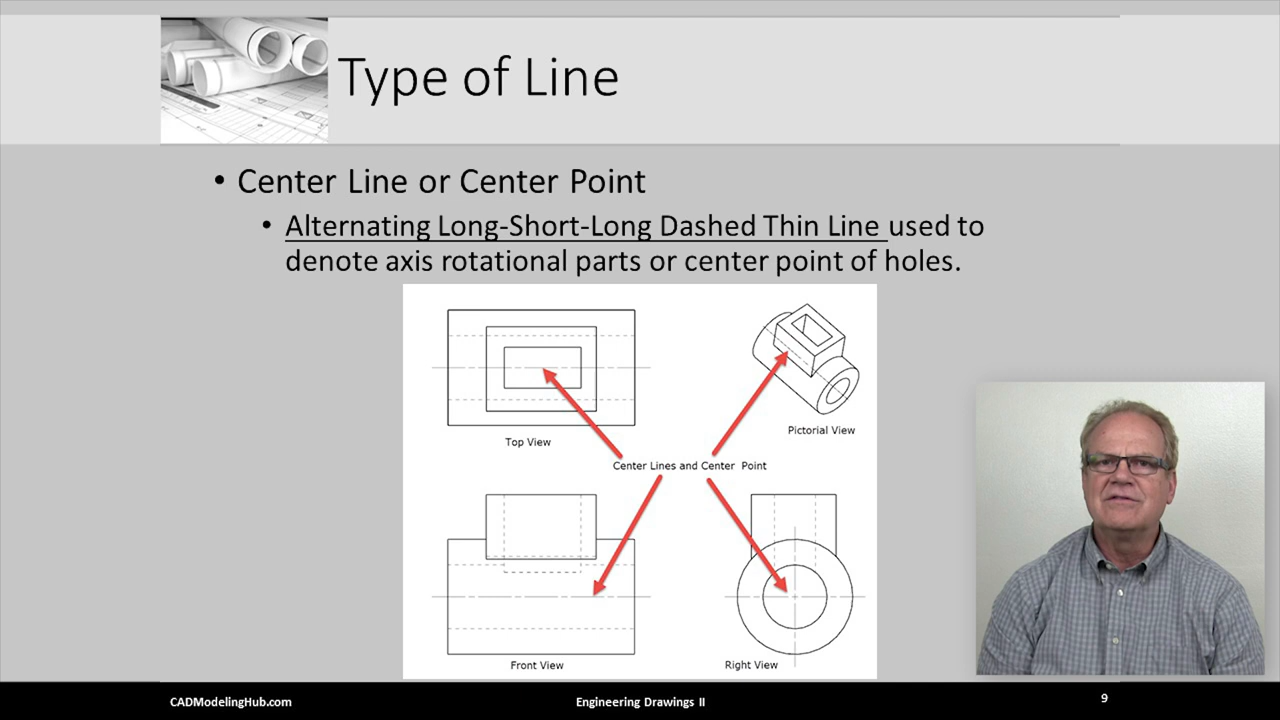 Type of Line
• Center Line or Center Point
• Alternating Long-Short-Long Dashed Thin Line used to
denote axis rotational parts or center point of holes.
Top View
Pictorial View
Center Lines and Center Point
Front View
Right View
CADModelingHub.com
Engineering Drawings II
9